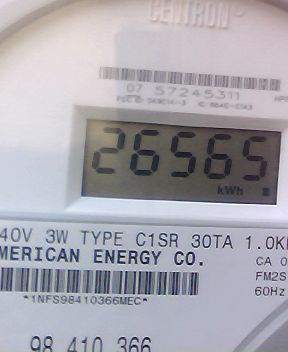 CENTRON
07 57245311
26565
kWh
40V 3W TYPE C1SR 30TA 1.0K
MERICAN ENERGY CO.
CA 0
FM2S
60Hz
*1NFS98410366MEC*
98 410 366